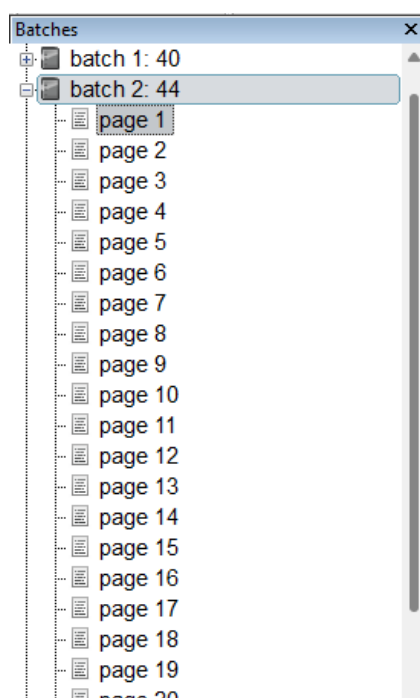 Batches
batch 1: 40
batch 2: 44
page 1
page 2
page 3
page 4
page 5
page 6
page 7
page 8
page 9
page 10
page 11
page 12
page 13
page 14
page 15
page 16
page 17
page 18
page 19
page 20